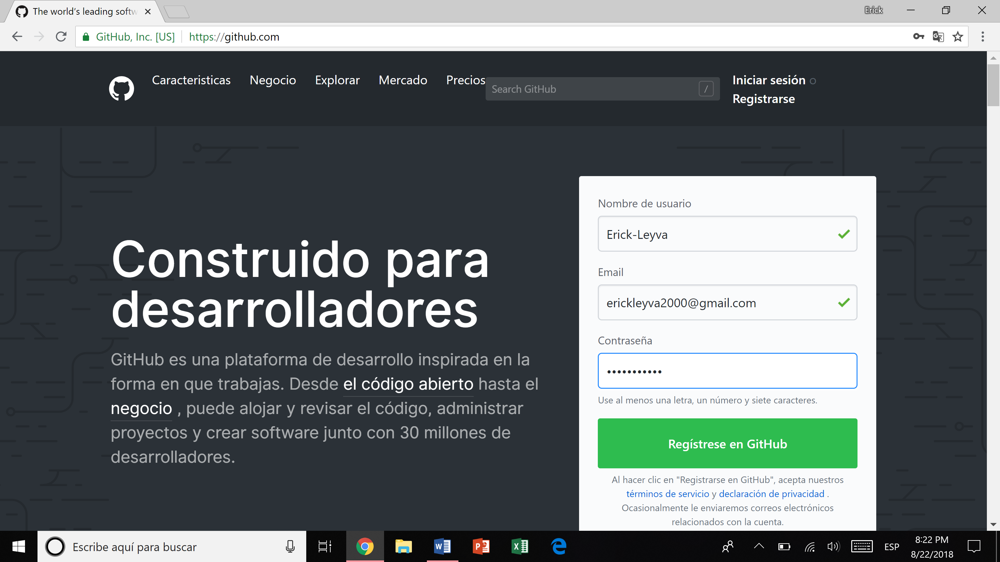 The world's leading softw
Erick
GitHub, Inc. [US] https://github.com
Caracteristicas Negocio Explorar Mercado Precios
Search GitHub /
Iniciar sesión o
Registrarse
Construido para
desarrolladores
GitHub es una plataforma de desarrollo inspirada en la
forma en que trabajas. Desde el código abierto hasta el
negocio , puede alojar y revisar el código, administrar
proyectos y crear software junto con 30 millones de
desarrolladores.
Nombre de usuario
Erick-Leyva
Email
erickleyva2000@gmail.com
Contraseña
•••••••••••
Use al menos una letra, un número y siete caracteres.
Regístrese en GitHub
Al hacer clic en "Registrarse en GitHub", acepta nuestros
términos de servicio y declaración de privacidad .
Ocasionalmente le enviaremos correos electrónicos
relacionados con la cuenta.
Escribe aquí para buscar
ESP
8:22 PM
8/22/2018